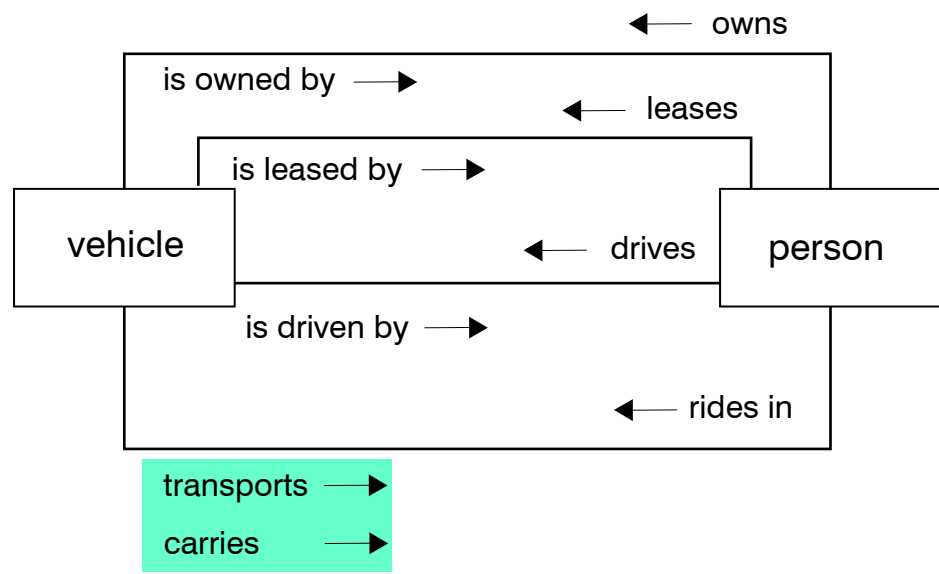 owns
is owned by
leases
is leased by
vehicle
drives
person
is driven by
rides in
transports
carries